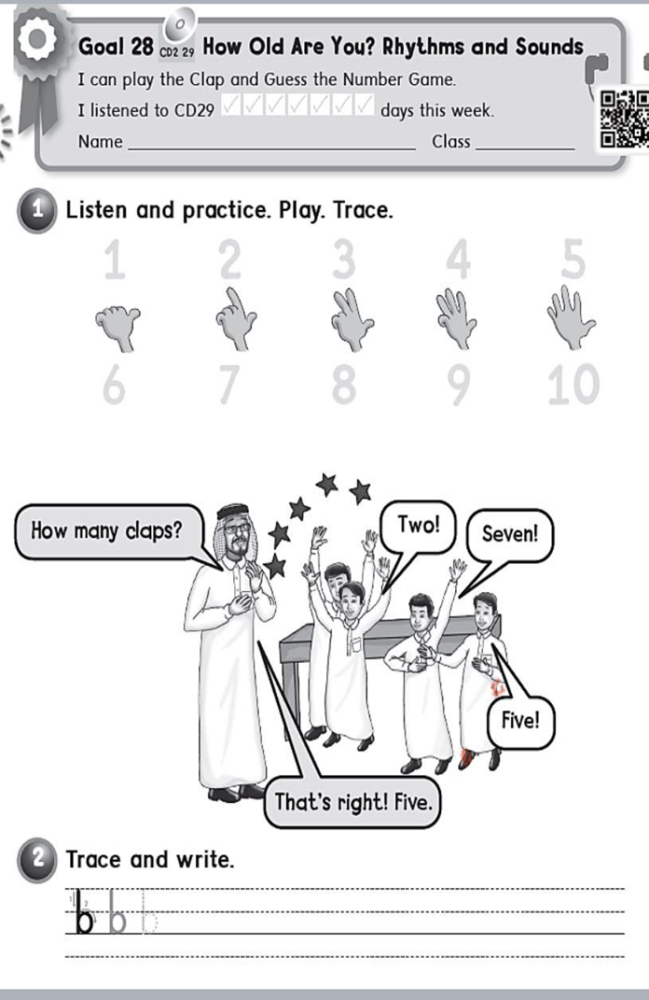 Goal 28 CD2 29 How Old Are You? Rhythms and Sounds
I can play the Clap and Guess the Number Game.
I listened to CD29 ✓✓✓✓✓✓✓ days this week.
Name ____________ Class ________
1 Listen and practice. Play. Trace.
1 2 3 4 5
6 7 8 9 10
How many claps?
Two!
Seven!
Five!
That's right! Five.
2 Trace and write.
b b b